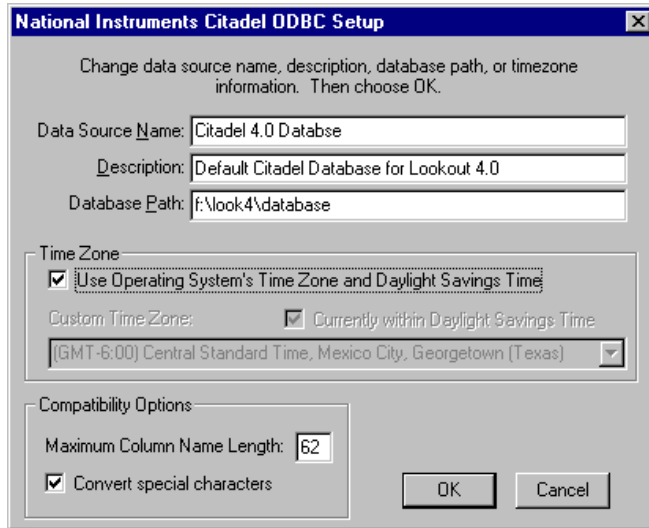 National Instruments Citadel ODBC Setup
Change data source name, description, database path, or timezone
information. Then choose OK.
Data Source Name: Citadel 4.0 Databse
Description: Default Citadel Database for Lookout 4.0
Database Path: f:\look4\database
Time Zone
Use Operating System's Time Zone and Daylight Savings Time
Custom Time Zone: Currently within Daylight Savings Time
(GMT-6:00) Central Standard Time, Mexico City, Georgetown (Texas)
Compatibility Options
Maximum Column Name Length: 62
Convert special characters
OK Cancel